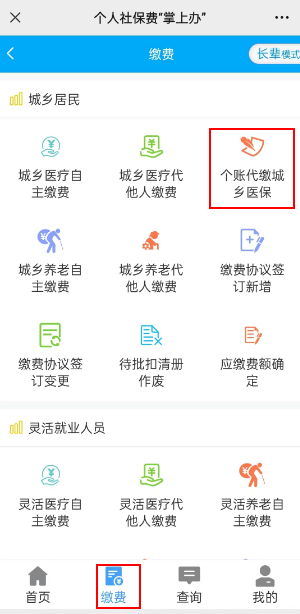 个人社保费“掌上办”
缴费
长辈模式
城乡居民
城乡医疗自
主缴费
城乡医疗代
他人缴费
个账代缴城
乡医保
城乡养老自
主缴费
城乡养老代
他人缴费
缴费协议签
订新增
缴费协议签
订变更
待批扣清册
作废
应缴费额确
定
灵活就业人员
灵活医疗自
主缴费
灵活医疗代
他人缴费
灵活养老自
主缴费
首页
缴费
查询
我的